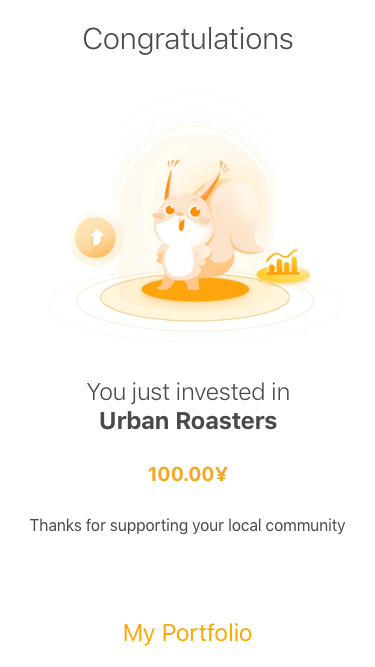 Congratulations
You just invested in
Urban Roasters
100.00¥
Thanks for supporting your local community
My Portfolio